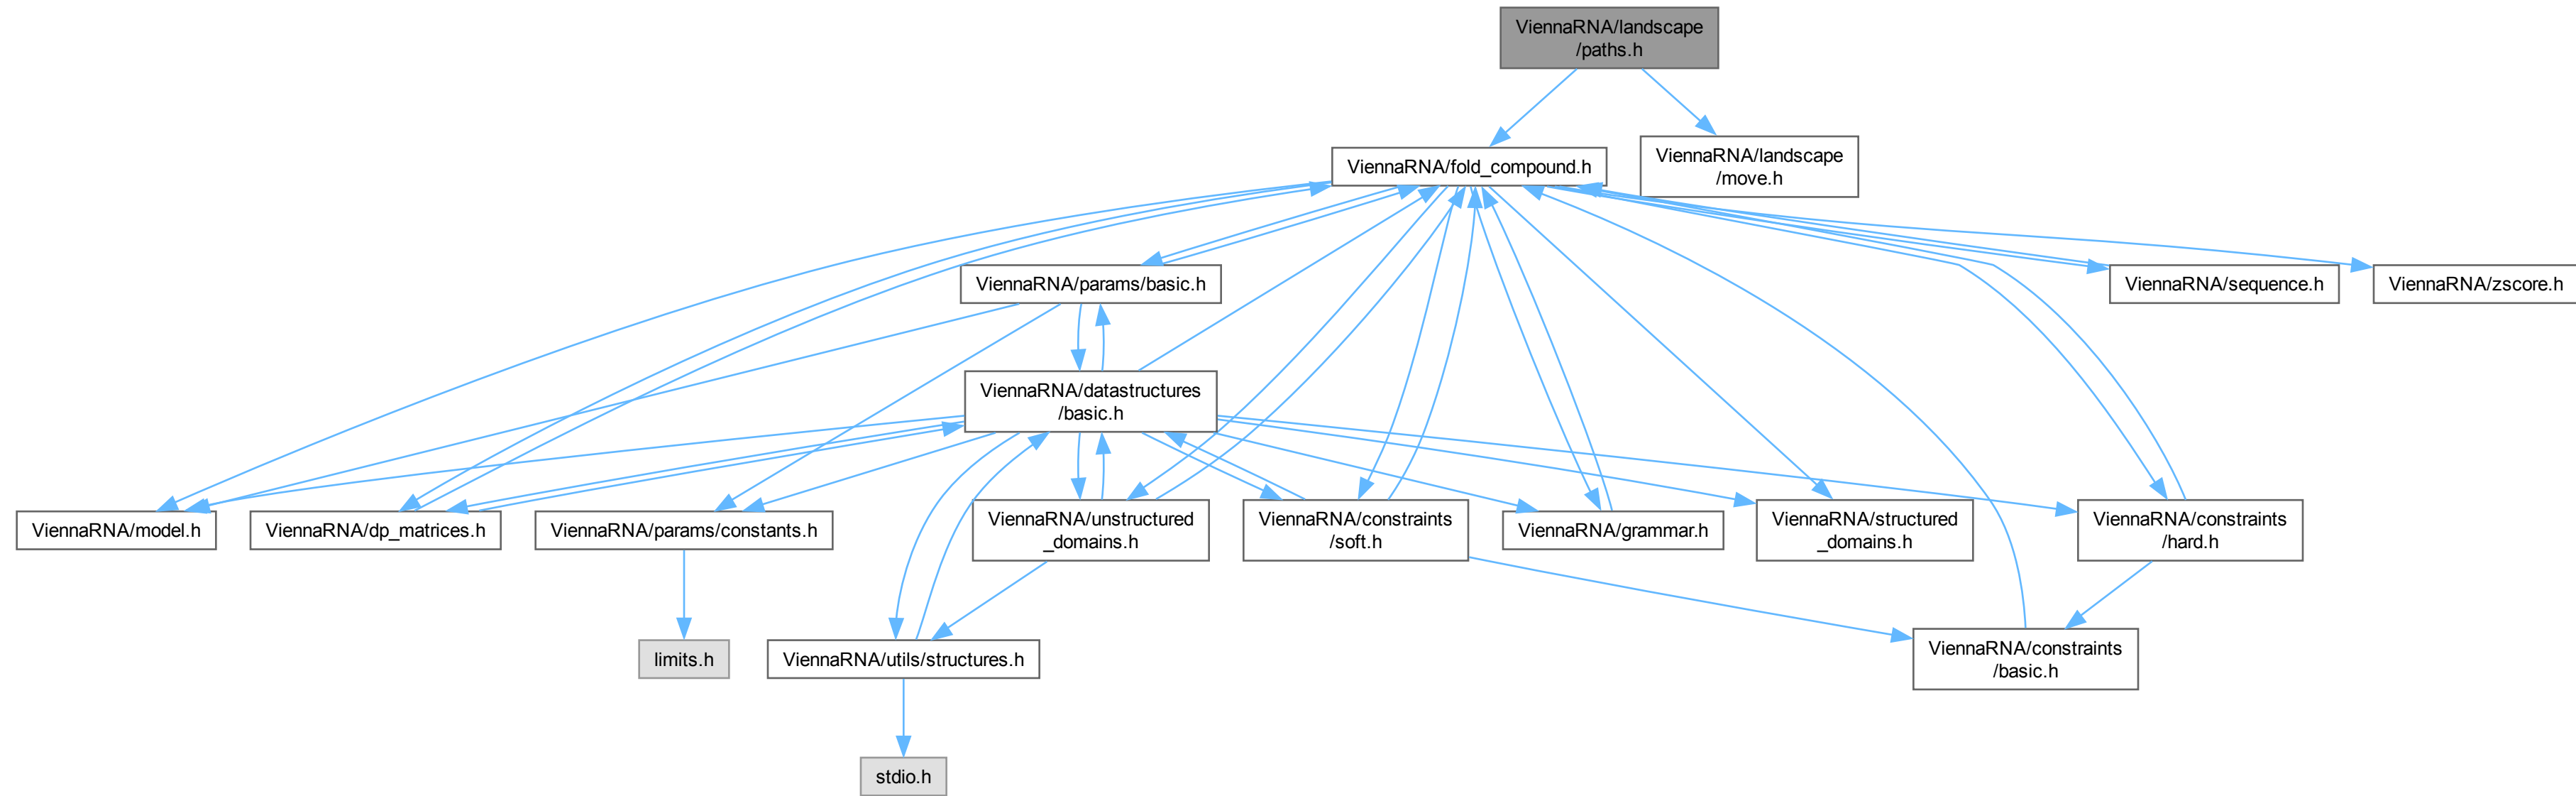 ViennaRNA/landscape
/paths.h
ViennaRNA/fold_compound.h
ViennaRNA/landscape
/move.h
ViennaRNA/params/basic.h
ViennaRNA/sequence.h
ViennaRNA/zscore.h
ViennaRNA/datastructures
/basic.h
ViennaRNA/model.h
ViennaRNA/dp_matrices.h
ViennaRNA/params/constants.h
ViennaRNA/unstructured
_domains.h
ViennaRNA/constraints
/soft.h
ViennaRNA/grammar.h
ViennaRNA/structured
_domains.h
ViennaRNA/constraints
/hard.h
limits.h
ViennaRNA/utils/structures.h
ViennaRNA/constraints
/basic.h
stdio.h